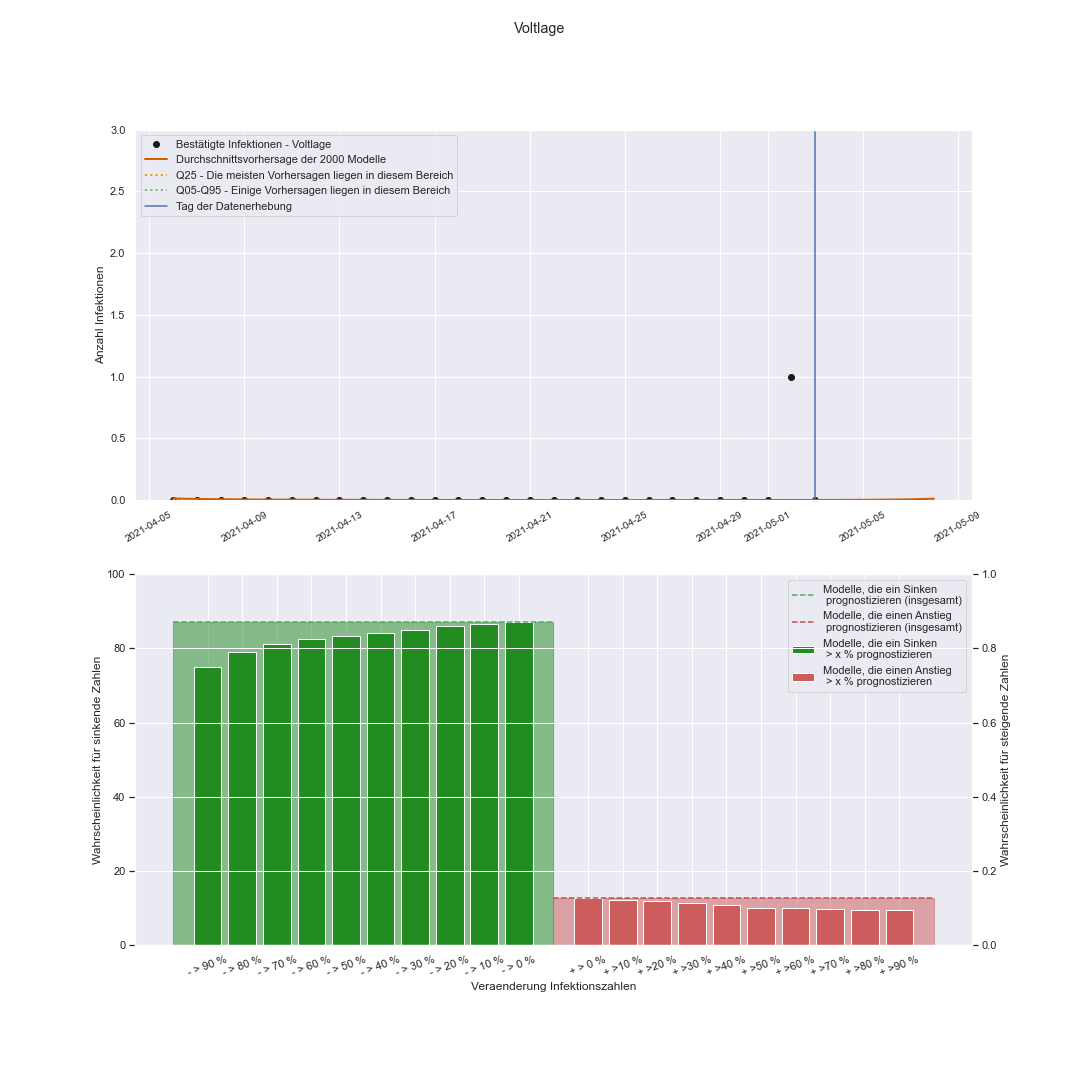 Voltlage
3.0
2.5
2.0
1.5
1.0
0.5
0.0
Anzahl Infektionen
Bestätigte Infektionen - Voltlage
Durchschnittsvorhersage der 2000 Modelle
Q25 - Die meisten Vorhersagen liegen in diesem Bereich
Q05-Q95 - Einige Vorhersagen liegen in diesem Bereich
Tag der Datenerhebung
2021-04-05
2021-04-09
2021-04-13
2021-04-17
2021-04-21
2021-04-25
2021-04-29
2021-05-01
2021-05-05
2021-05-09
100
80
60
40
20
0
Wahrscheinlichkeit für sinkende Zahlen
Modelle, die ein Sinken
prognostizieren (insgesamt)
Modelle, die einen Anstieg
prognostizieren (insgesamt)
Modelle, die ein Sinken
> x % prognostizieren
Modelle, die einen Anstieg
> x % prognostizieren
1.0
0.8
0.6
0.4
0.2
0.0
Wahrscheinlichkeit für steigende Zahlen
- > 90 %
- > 80 %
- > 70 %
- > 60 %
- > 50 %
- > 40 %
- > 30 %
- > 20 %
- > 10 %
- > 0 %
+ > 0 %
+ >10 %
+ >20 %
+ >30 %
+ >40 %
+ >50 %
+ >60 %
+ >70 %
+ >80 %
+ >90 %
Veraenderung Infektionszahlen